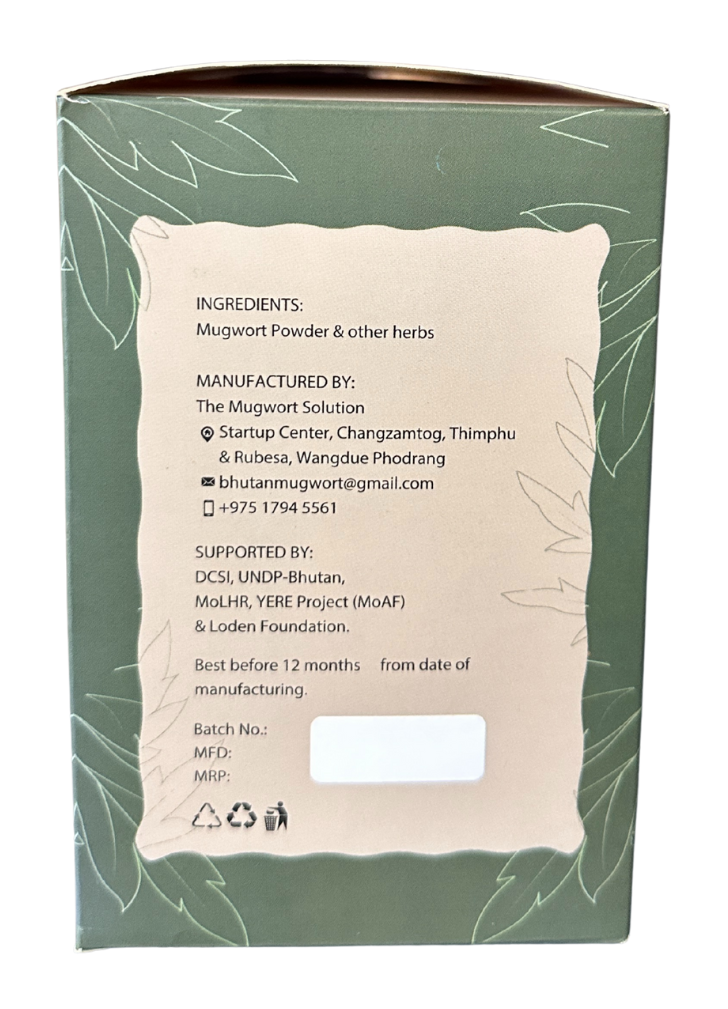 INGREDIENTS:
Mugwort Powder & other herbs
MANUFACTURED BY:
The Mugwort Solution
Startup Center, Changzamtog, Thimphu
& Rubesa, Wangdue Phodrang
bhutanmugwort@gmail.com
+975 1794 5561
SUPPORTED BY:
DCSI, UNDP-Bhutan,
MoLHR, YERE Project (MoAF)
& Loden Foundation.
Best before 12 months from date of
manufacturing.
Batch No.:
MFD:
MRP: